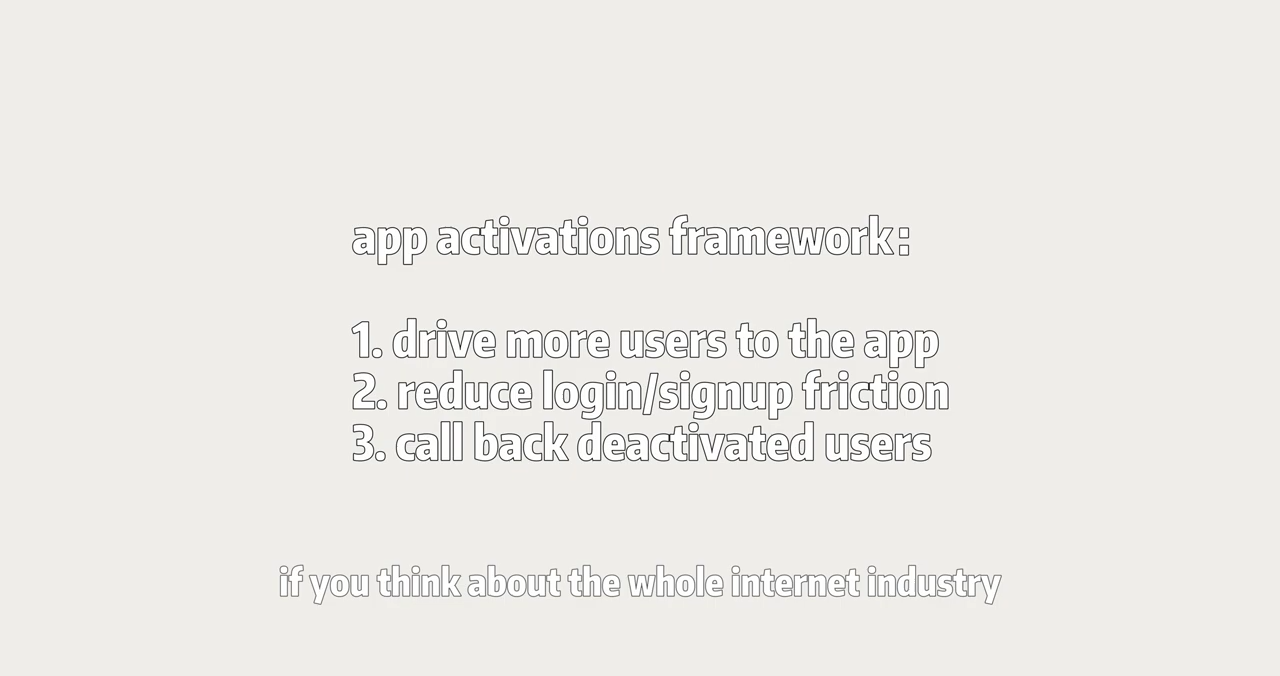 app activations framework:
1. drive more users to the app
2. reduce login/signup friction
3. call back deactivated users
if you think about the whole internet industry